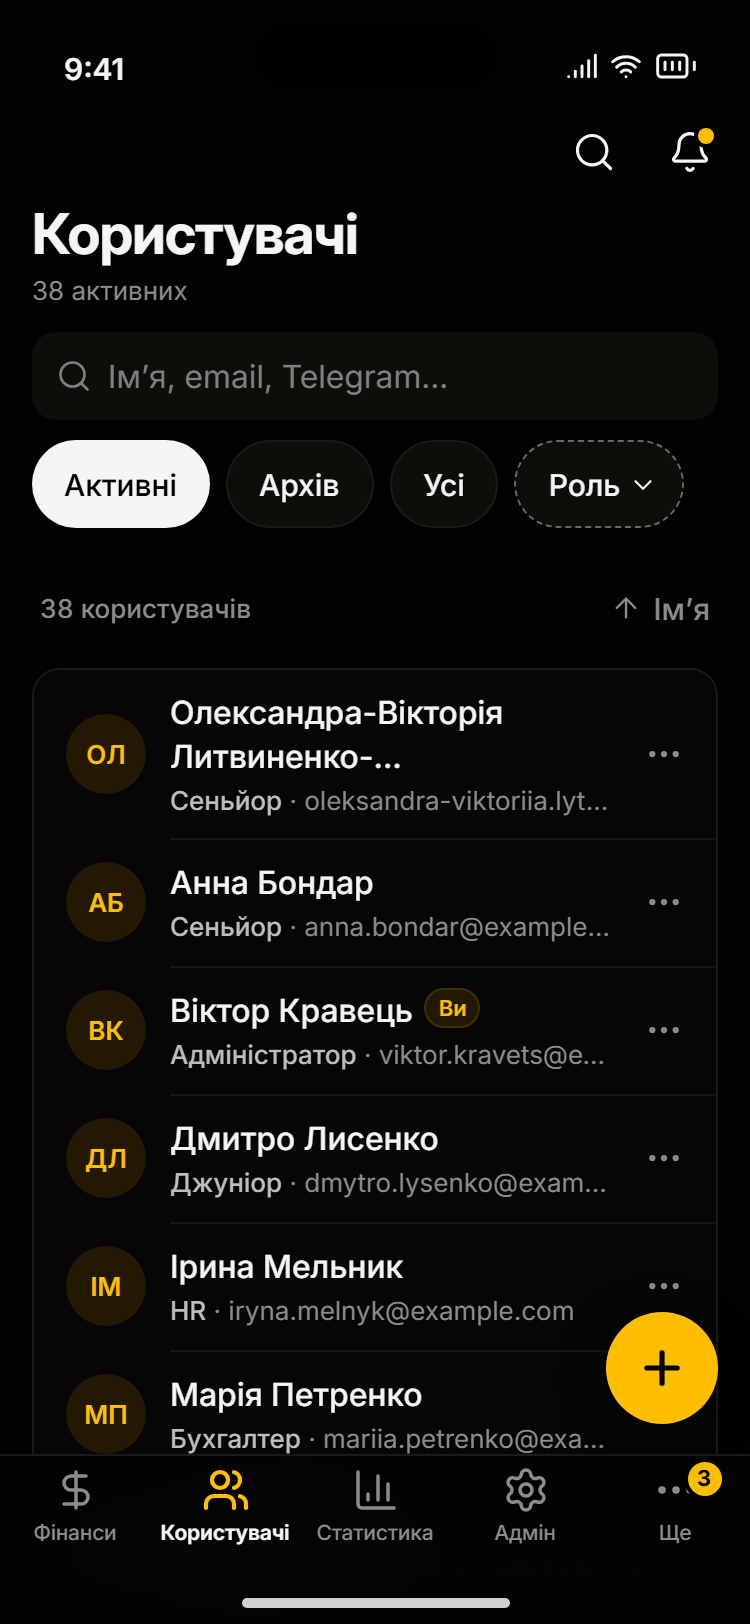 9:41
Користувачі
38 активних
Ім’я, email, Telegram...
Активні
Архів
Усі
Роль
38 користувачів
Ім’я
ОЛ
Олександра-Вікторія
Литвиненко-...
Сеньйор · oleksandra-viktoriia.lyt...
АБ
Анна Бондар
Сеньйор · anna.bondar@example...
ВК
Віктор Кравець Ви
Адміністратор · viktor.kravets@e...
ДЛ
Дмитро Лисенко
Джуніор · dmytro.lysenko@exam...
ІМ
Ірина Мельник
HR · iryna.melnyk@example.com
МП
Марія Петренко
Бухгалтер · mariia.petrenko@exa...
3
Фінанси
Користувачі
Статистика
Адмін
Ще